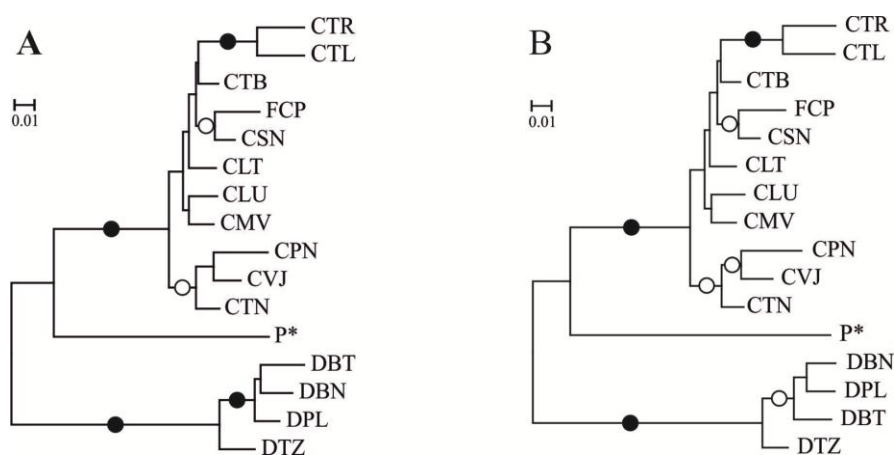 A
0.01
CTR
CTL
CTB
FCP
CSN
CLT
CLU
CMV
CPN
CVJ
CTN
P*
DBT
DBN
DPL
DTZ
B
0.01
CTR
CTL
CTB
FCP
CSN
CLT
CLU
CMV
CPN
CVJ
CTN
P*
DBN
DPL
DBT
DTZ